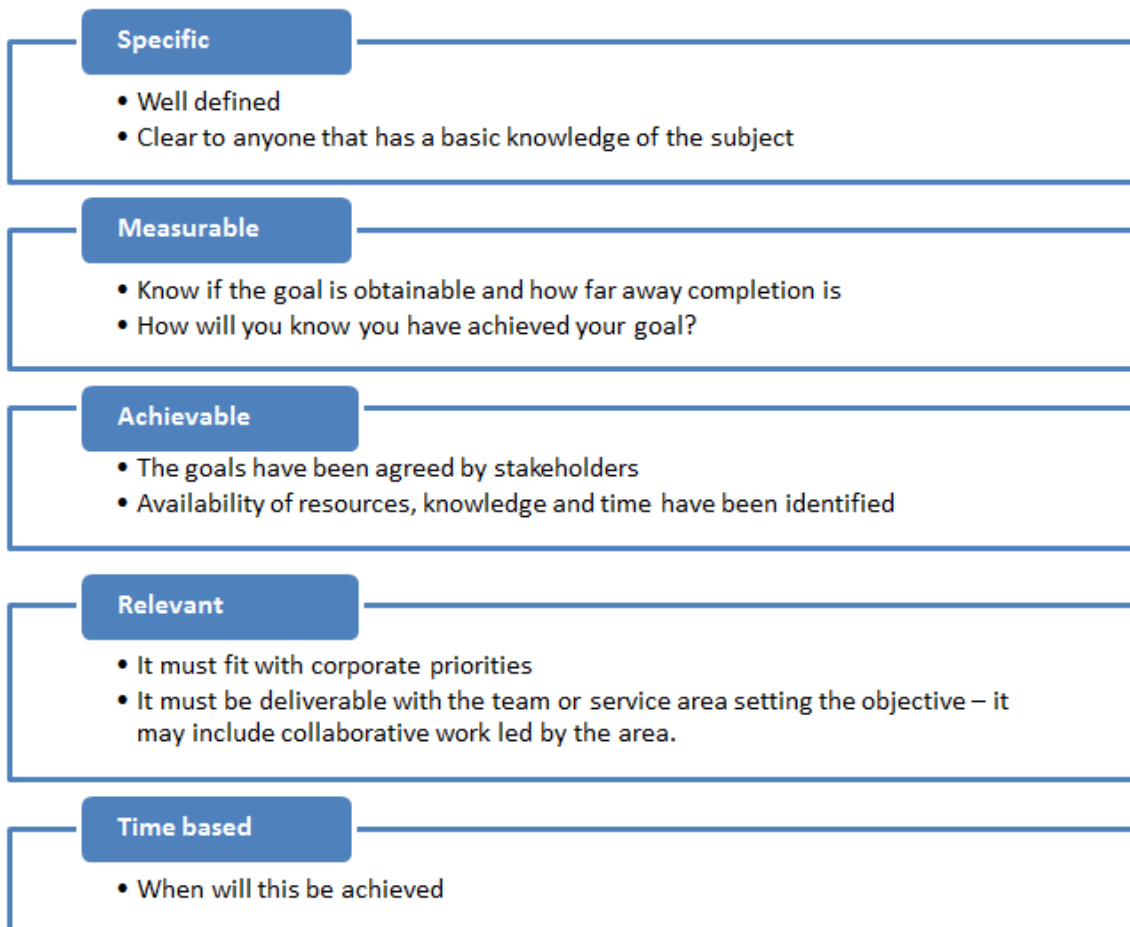 Specific
• Well defined
• Clear to anyone that has a basic knowledge of the subject
Measurable
• Know if the goal is obtainable and how far away completion is
• How will you know you have achieved your goal?
Achievable
• The goals have been agreed by stakeholders
• Availability of resources, knowledge and time have been identified
Relevant
• It must fit with corporate priorities
• It must be deliverable with the team or service area setting the objective – it
may include collaborative work led by the area.
Time based
• When will this be achieved